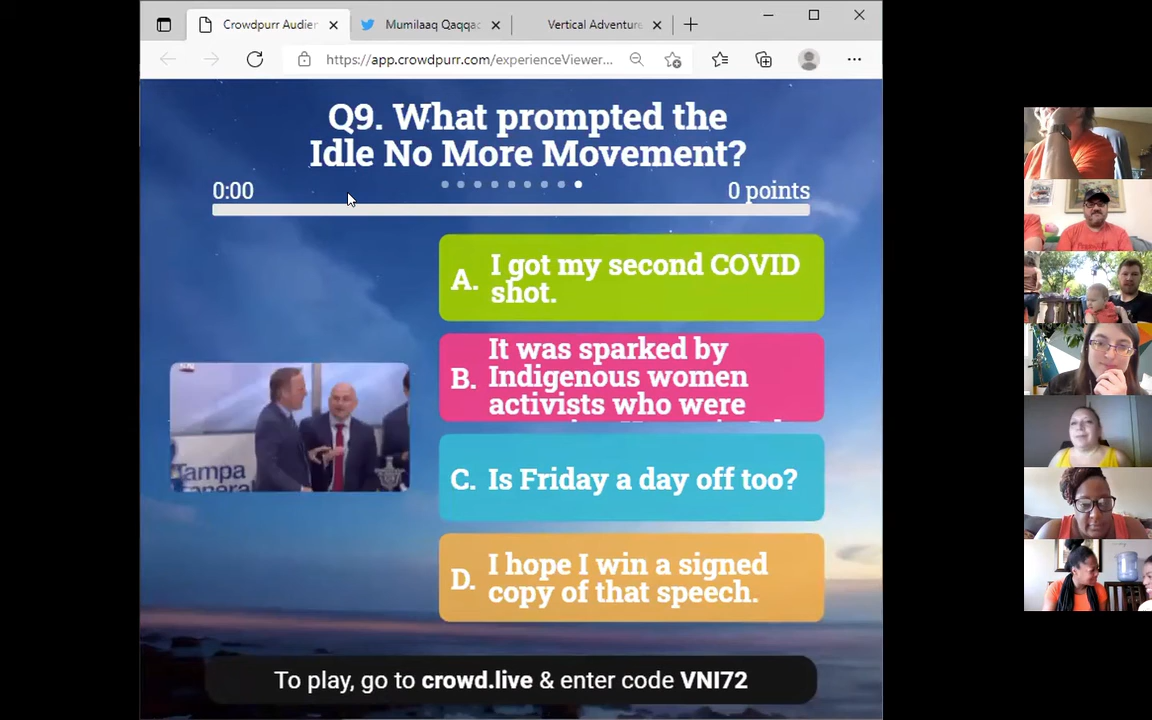 Crowdpurr Audier
Mumilaaq Qaqqac
Vertical Adventure
https://app.crowdpurr.com/experienceViewer...
Q9. What prompted the
Idle No More Movement?
0:00
0 points
A. I got my second COVID
shot.
B. It was sparked by
Indigenous women
activists who were
C. Is Friday a day off too?
D. I hope I win a signed
copy of that speech.
Tampa
General
To play, go to crowd.live & enter code VNI72